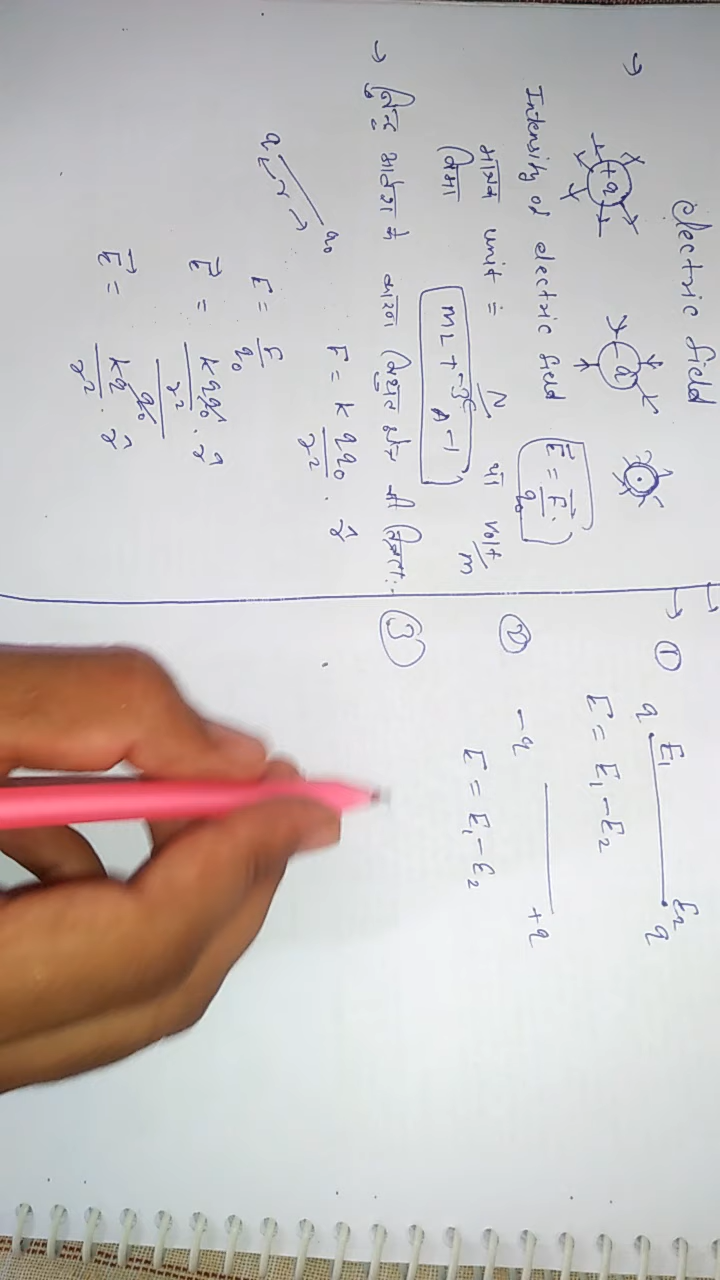 electric field
→ +q -q
Intensity of electric field E⃗ = F⃗/q₀
मात्रक unit = N/C या volt/m
विमा MLT⁻³A⁻¹
→ बिन्दु आवेश के कारण विद्युत क्षेत्र की तीव्रता:-
F = k qq₀/r² . r̂
q r q₀
E = F/q₀
E⃗ = kqq₀/r² . r̂ / q₀
E⃗ = kq/r² . r̂
→ ① q E₁ E₂ q
E = E₁ - E₂
② -q +q
E = E₁ - E₂
③